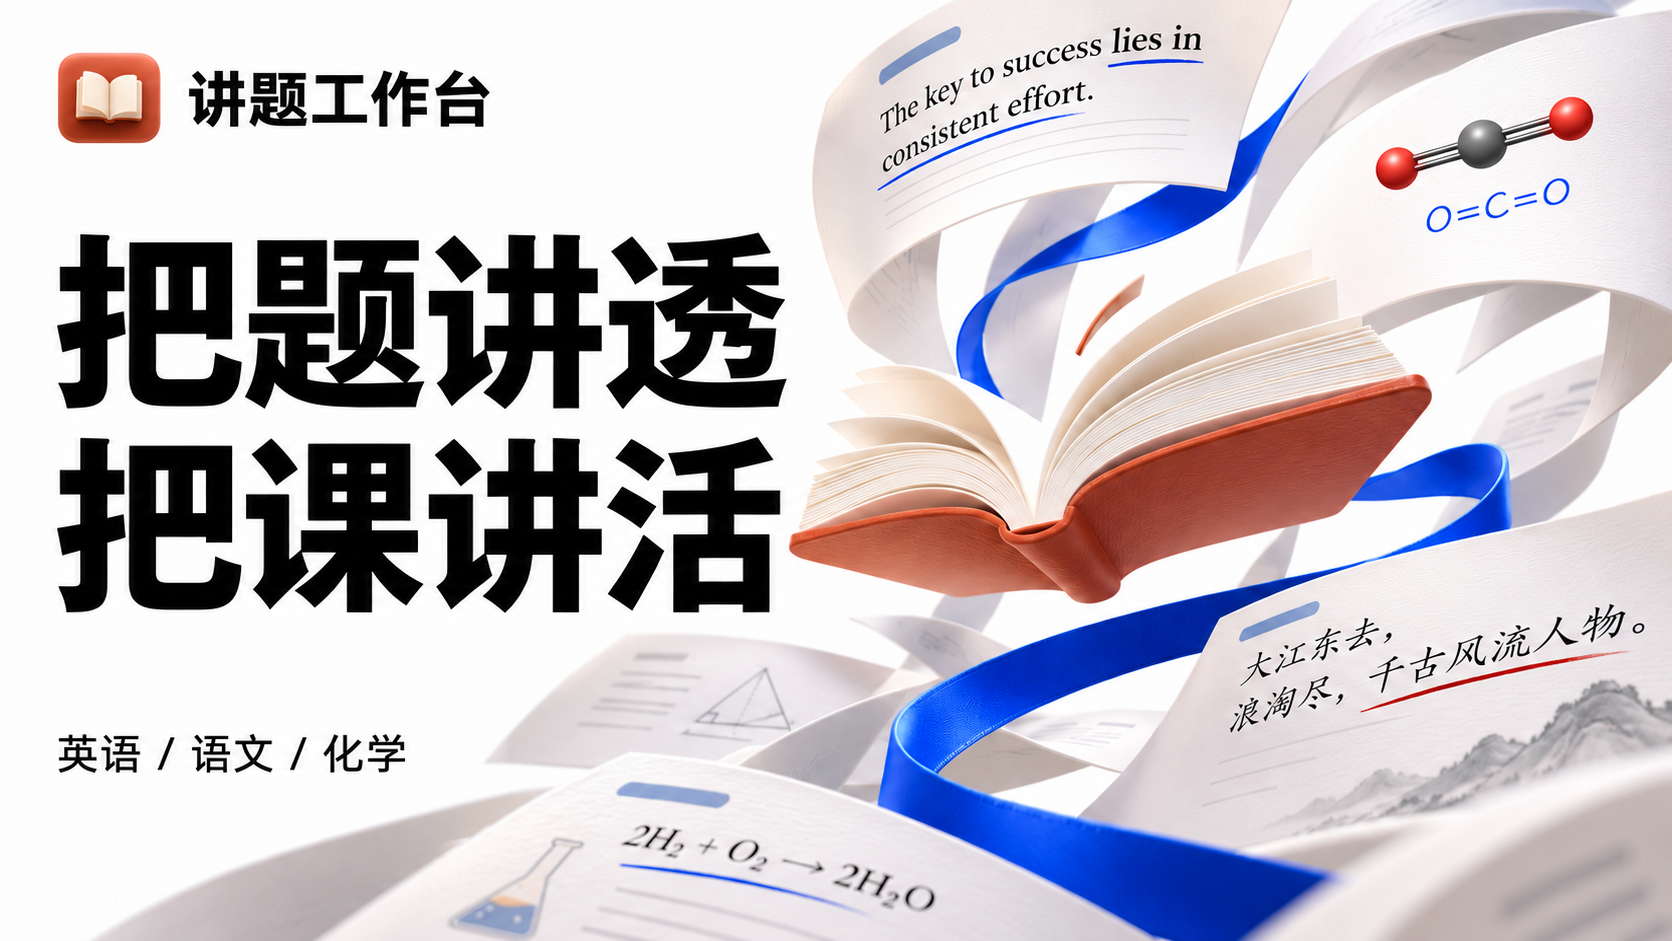 讲题工作台
把题讲透
把课讲活
英语 / 语文 / 化学
The key to success lies in
consistent effort.
O=C=O
大江东去，
浪淘尽，千古风流人物。
2H₂ + O₂ → 2H₂O